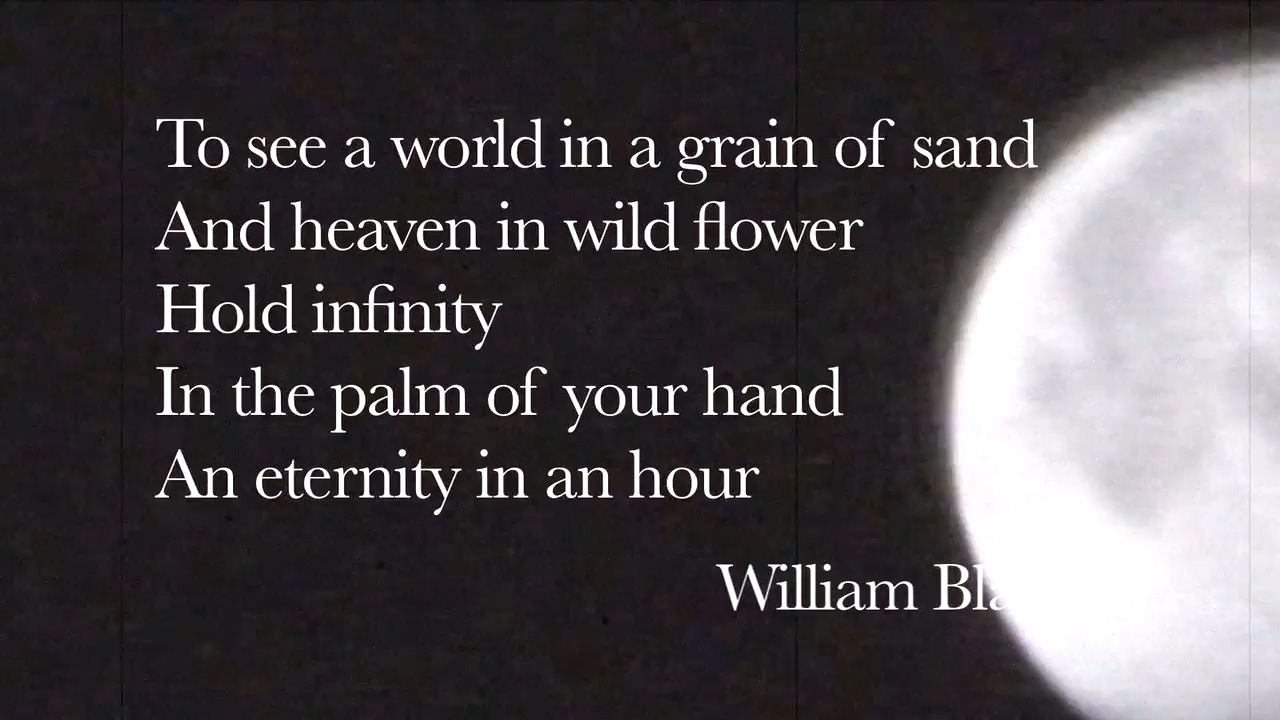 To see a world in a grain of sand
And heaven in wild flower
Hold infinity
In the palm of your hand
An eternity in an hour
William